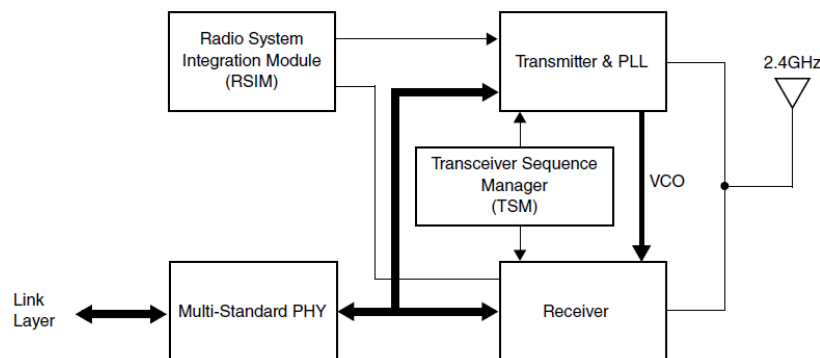 Radio System
Integration Module
(RSIM)
Transmitter & PLL
2.4GHz
Transceiver Sequence
Manager
(TSM)
VCO
Link
Layer
Multi-Standard PHY
Receiver